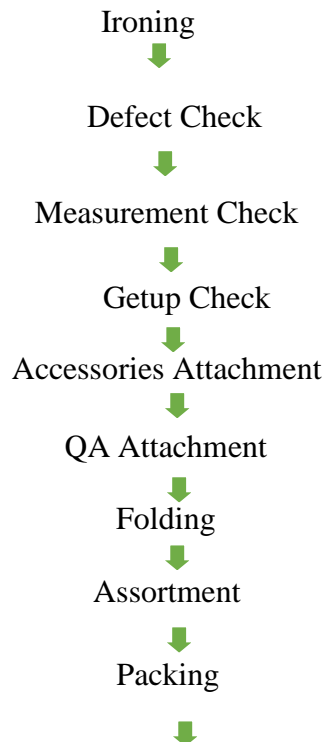 Ironing
Defect Check
Measurement Check
Getup Check
Accessories Attachment
QA Attachment
Folding
Assortment
Packing